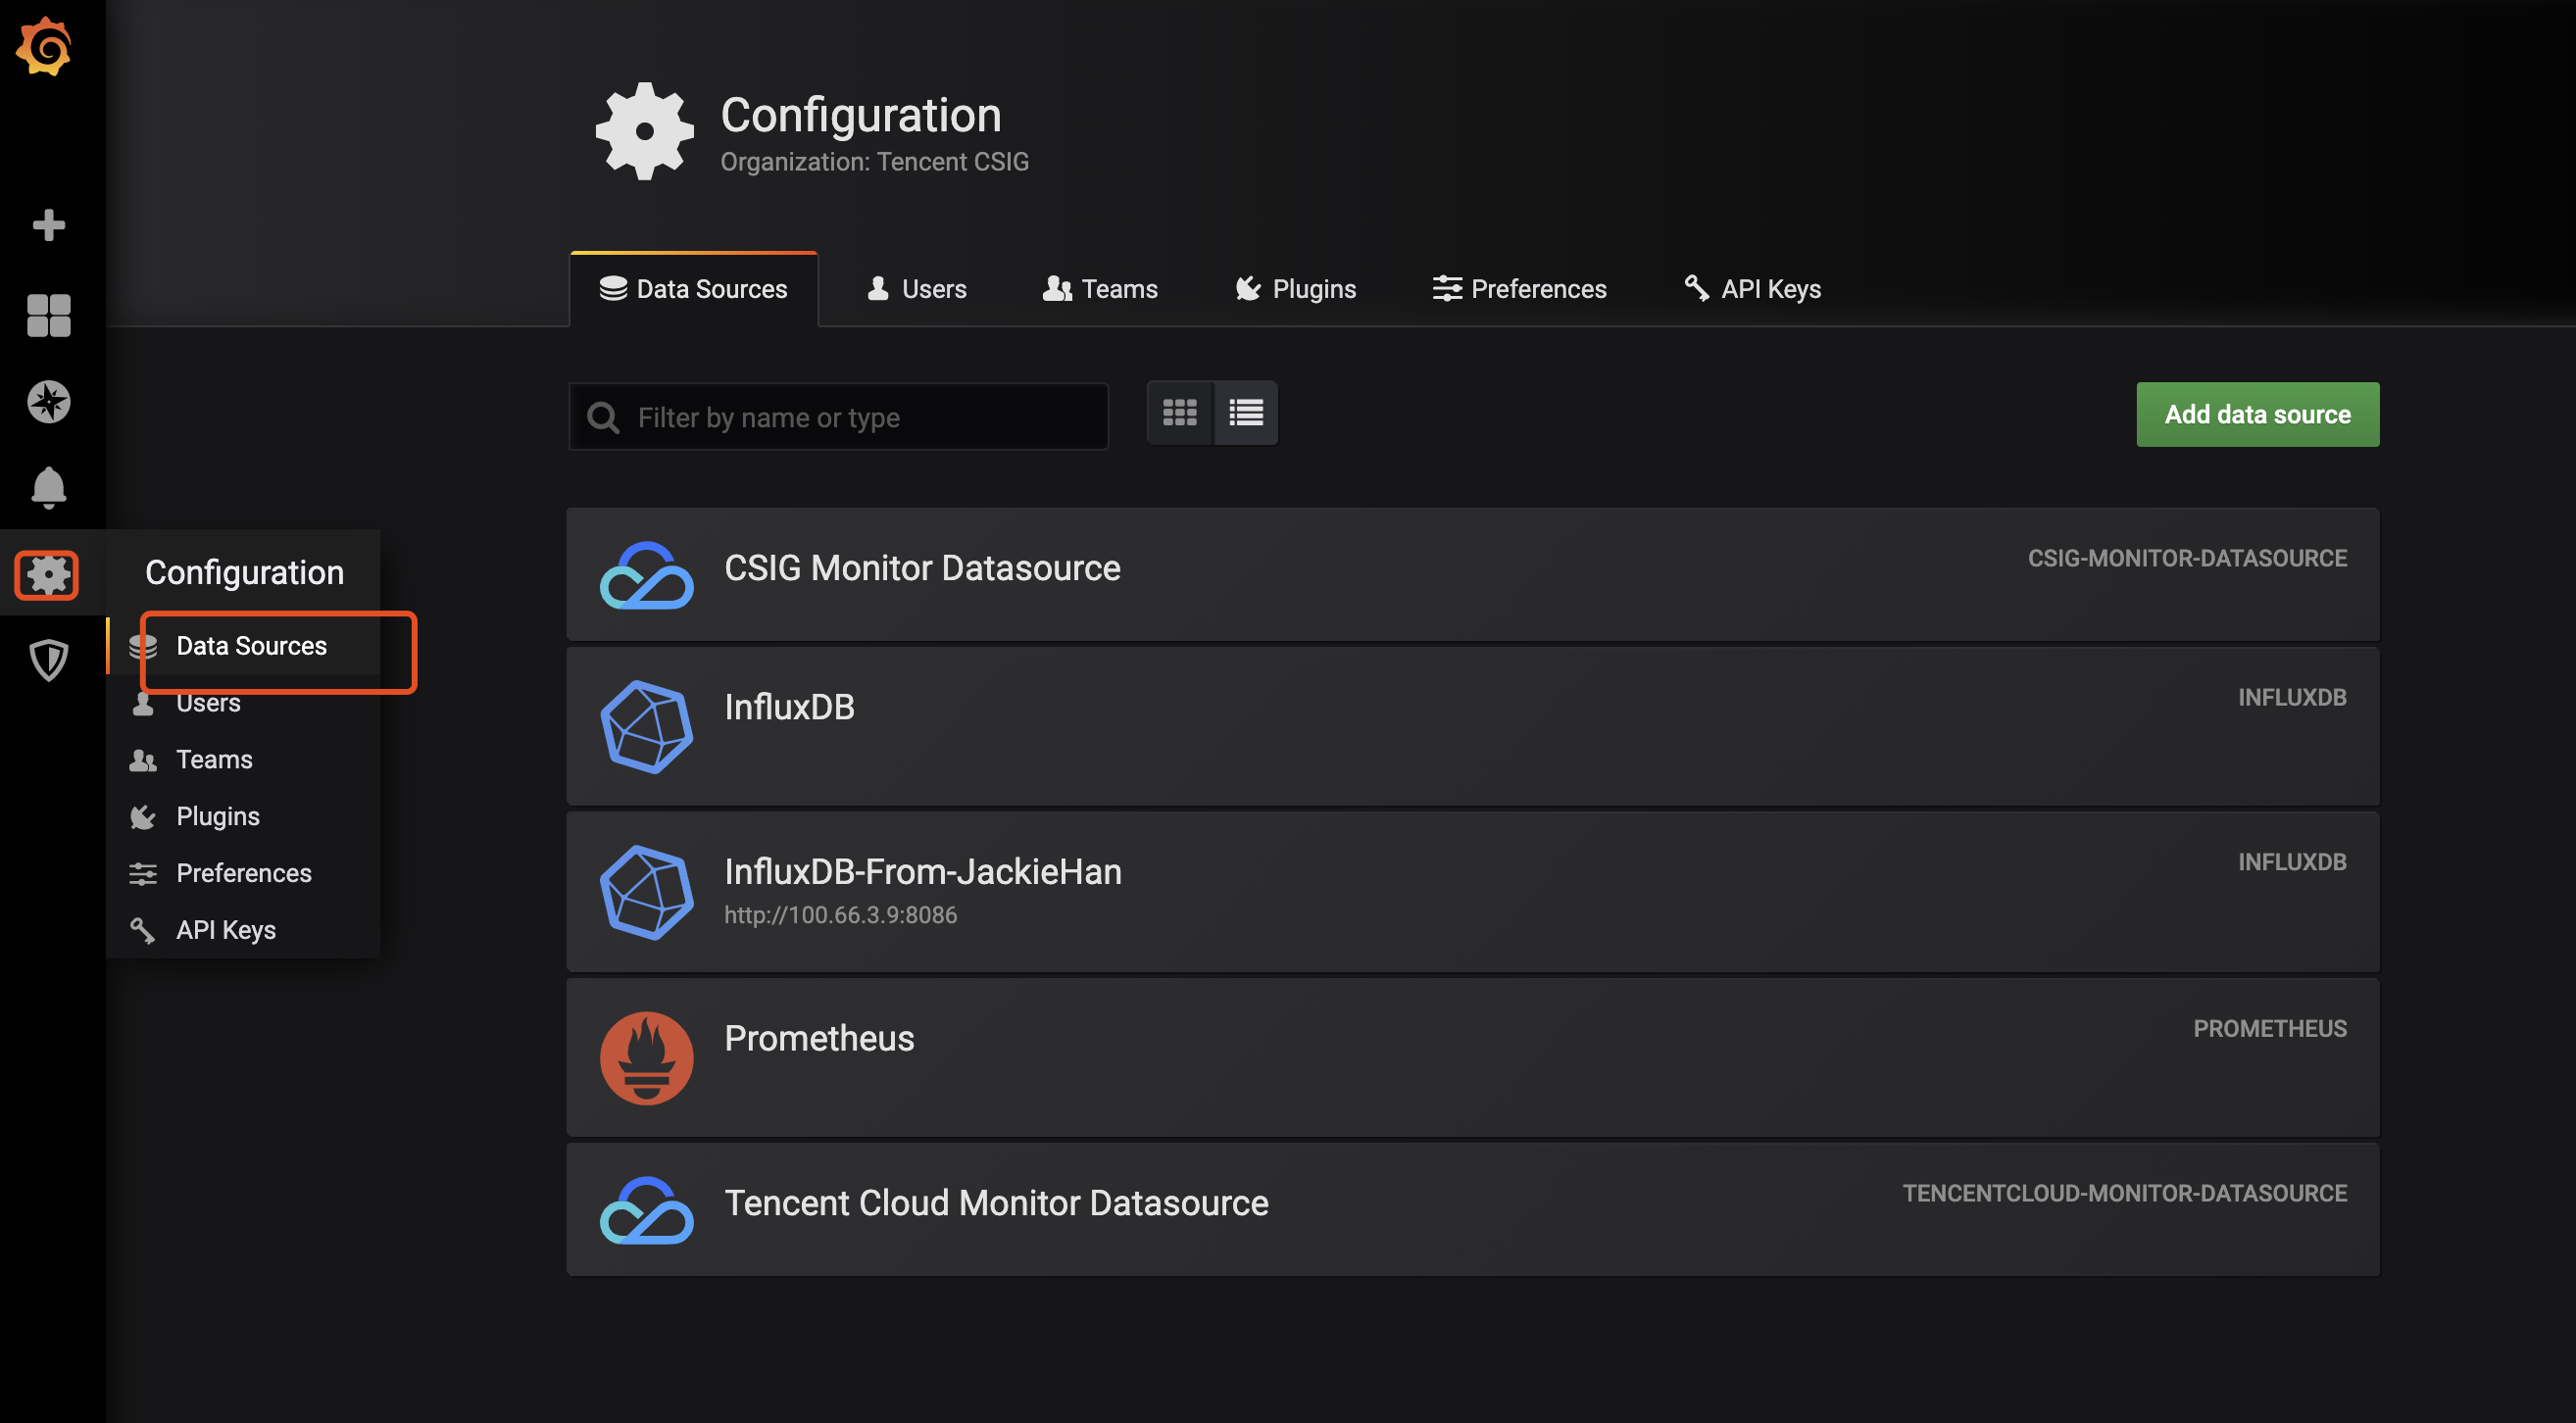 Configuration
Organization: Tencent CSIG
Data Sources
Users
Teams
Plugins
Preferences
API Keys
Filter by name or type
Add data source
Configuration
Data Sources
Users
Teams
Plugins
Preferences
API Keys
CSIG Monitor Datasource
CSIG-MONITOR-DATASOURCE
InfluxDB
INFLUXDB
InfluxDB-From-JackieHan
INFLUXDB
http://100.66.3.9:8086
Prometheus
PROMETHEUS
Tencent Cloud Monitor Datasource
TENCENTCLOUD-MONITOR-DATASOURCE